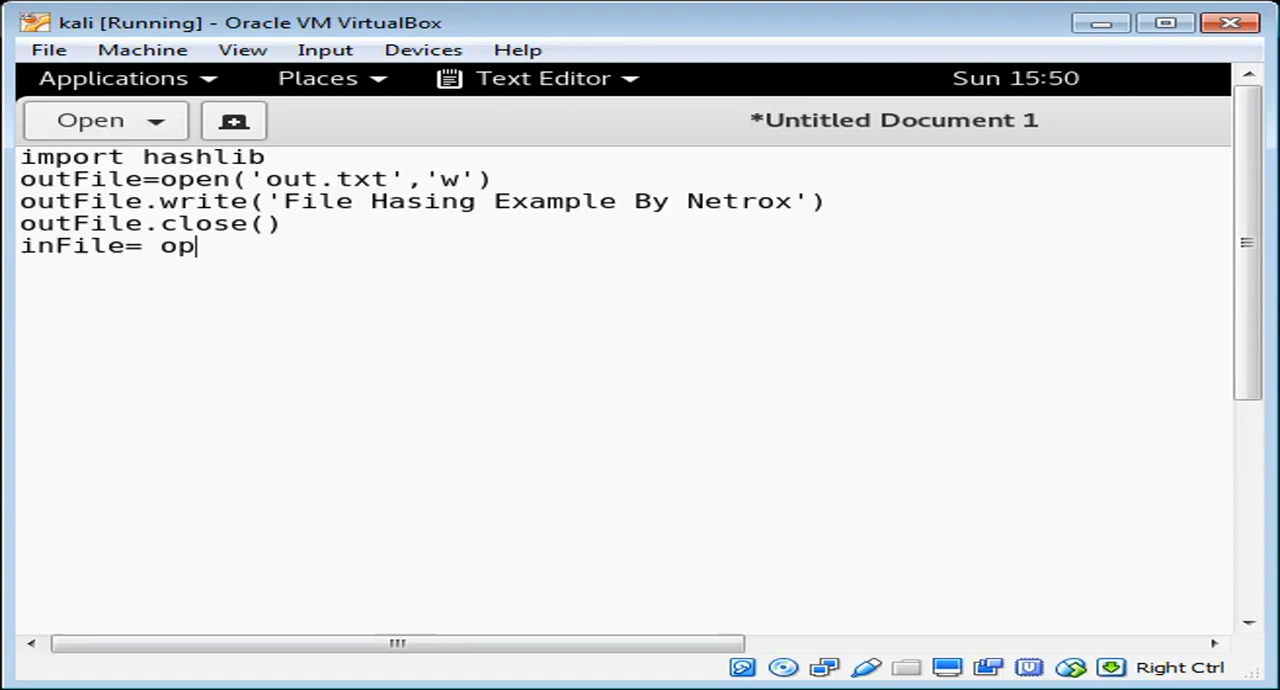 kali [Running] - Oracle VM VirtualBox
File Machine View Input Devices Help
Applications Places Text Editor Sun 15:50
Open *Untitled Document 1
import hashlib
outFile=open('out.txt','w')
outFile.write('File Hasing Example By Netrox')
outFile.close()
inFile= op
Right Ctrl